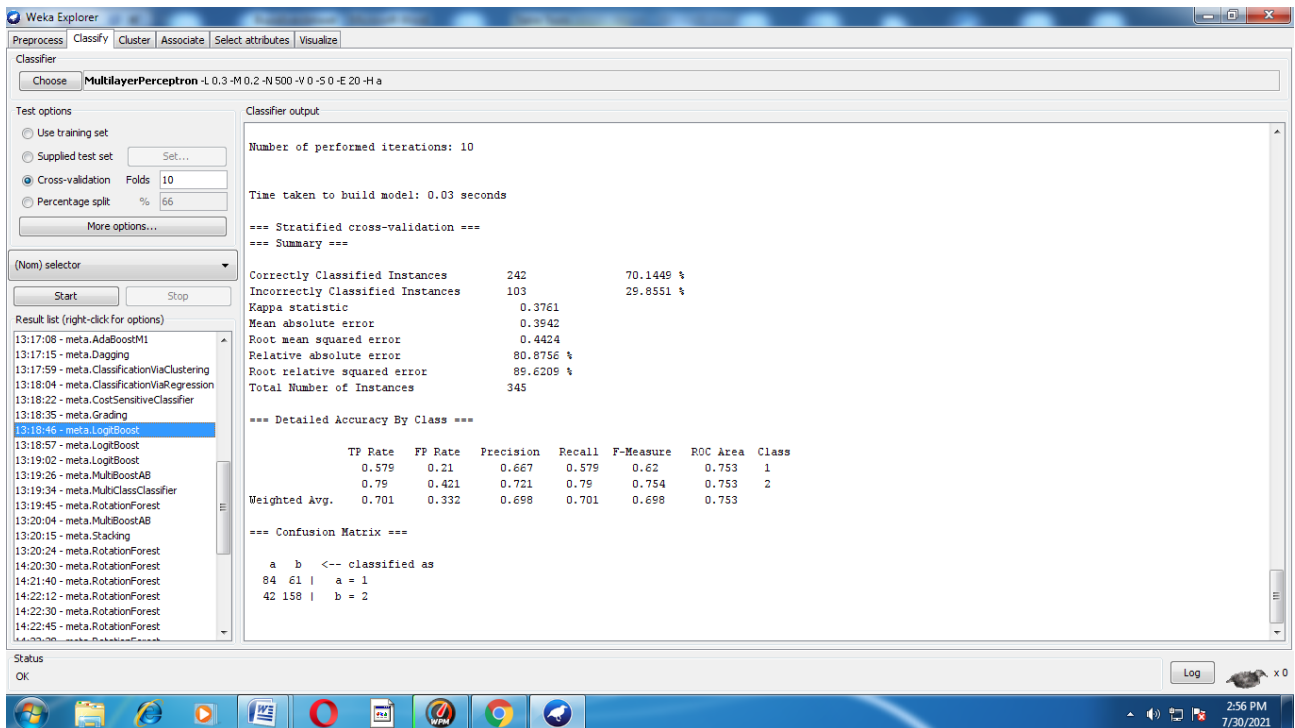 Weka Explorer
Preprocess Classify Cluster Associate Select attributes Visualize
Classifier
Choose MultilayerPerceptron -L 0.3 -M 0.2 -N 500 -V 0 -S 0 -E 20 -H a
Test options
Use training set
Supplied test set Set...
Cross-validation Folds 10
Percentage split % 66
More options...
(Nom) selector
Start Stop
Result list (right-click for options)
13:17:08 - meta.AdaBoostM1
13:17:15 - meta.Dagging
13:17:59 - meta.ClassificationViaClustering
13:18:04 - meta.ClassificationViaRegression
13:18:22 - meta.CostSensitiveClassifier
13:18:35 - meta.Grading
13:18:46 - meta.LogitBoost
13:18:57 - meta.LogitBoost
13:19:02 - meta.LogitBoost
13:19:26 - meta.MultiBoostAB
13:19:34 - meta.MultiClassClassifier
13:19:45 - meta.RotationForest
13:20:04 - meta.MultiBoostAB
13:20:15 - meta.Stacking
13:20:24 - meta.RotationForest
14:20:30 - meta.RotationForest
14:21:40 - meta.RotationForest
14:22:12 - meta.RotationForest
14:22:30 - meta.RotationForest
14:22:45 - meta.RotationForest
Classifier output
Number of performed iterations: 10
Time taken to build model: 0.03 seconds
=== Stratified cross-validation ===
=== Summary ===
Correctly Classified Instances 242 70.1449 %
Incorrectly Classified Instances 103 29.8551 %
Kappa statistic 0.3761
Mean absolute error 0.3942
Root mean squared error 0.4424
Relative absolute error 80.8756 %
Root relative squared error 89.6209 %
Total Number of Instances 345
=== Detailed Accuracy By Class ===
TP Rate FP Rate Precision Recall F-Measure ROC Area Class
0.579 0.21 0.667 0.579 0.62 0.753 1
0.79 0.421 0.721 0.79 0.754 0.753 2
Weighted Avg. 0.701 0.332 0.698 0.701 0.698 0.753
=== Confusion Matrix ===
a b <-- classified as
84 61 | a = 1
42 158 | b = 2
Status
OK
Log x 0
WPM
2:56 PM
7/30/2021